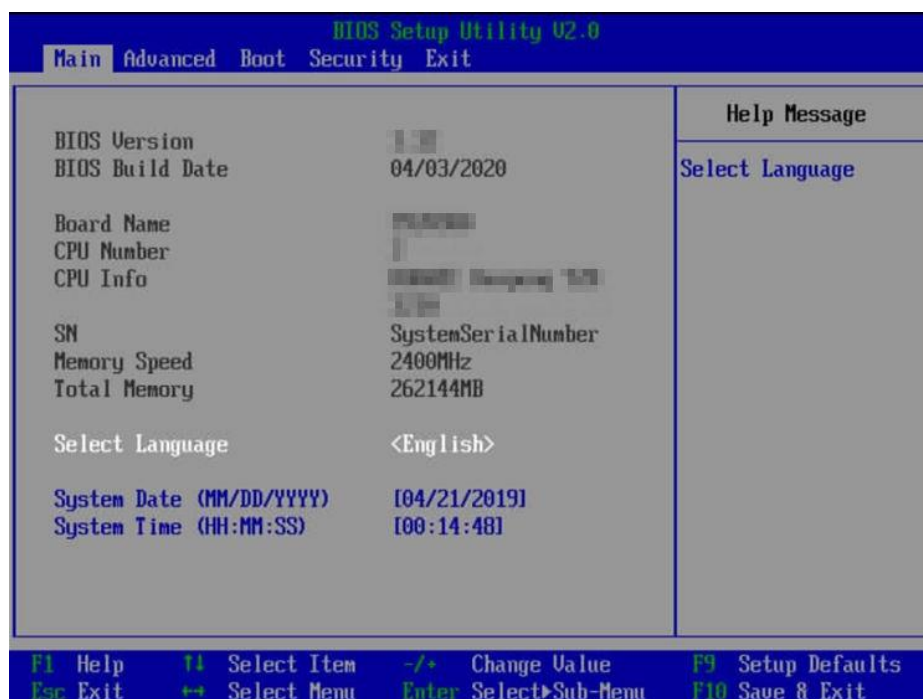 BIOS Setup Utility V2.0
Main Advanced Boot Security Exit
Help Message
Select Language
BIOS Version
BIOS Build Date 04/03/2020
Board Name
CPU Number
CPU Info
SN SystemSerialNumber
Memory Speed 2400MHz
Total Memory 262144MB
Select Language <English>
System Date (MM/DD/YYYY) [04/21/2019]
System Time (HH:MM:SS) [00:14:48]
F1 Help ↑↓ Select Item -/+ Change Value F9 Setup Defaults
Esc Exit ←→ Select Menu Enter Select▶Sub-Menu F10 Save & Exit